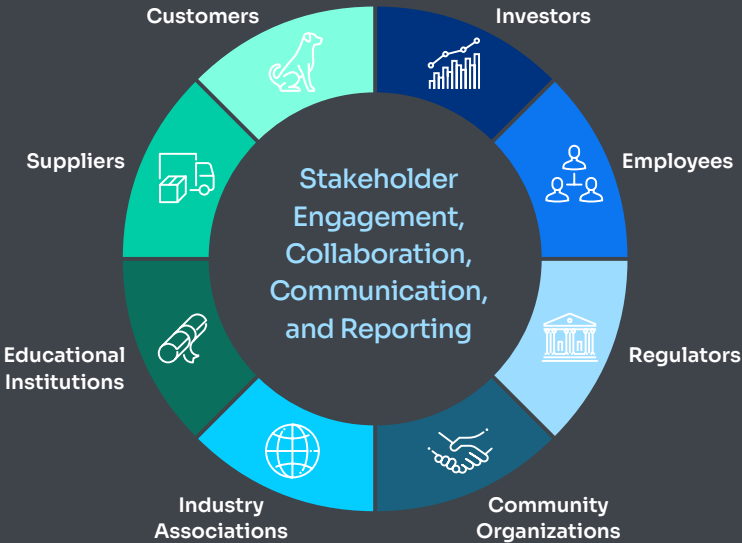 Customers
Investors
Suppliers
Employees
Stakeholder
Engagement,
Collaboration,
Communication,
and Reporting
Educational
Institutions
Regulators
Industry
Associations
Community
Organizations